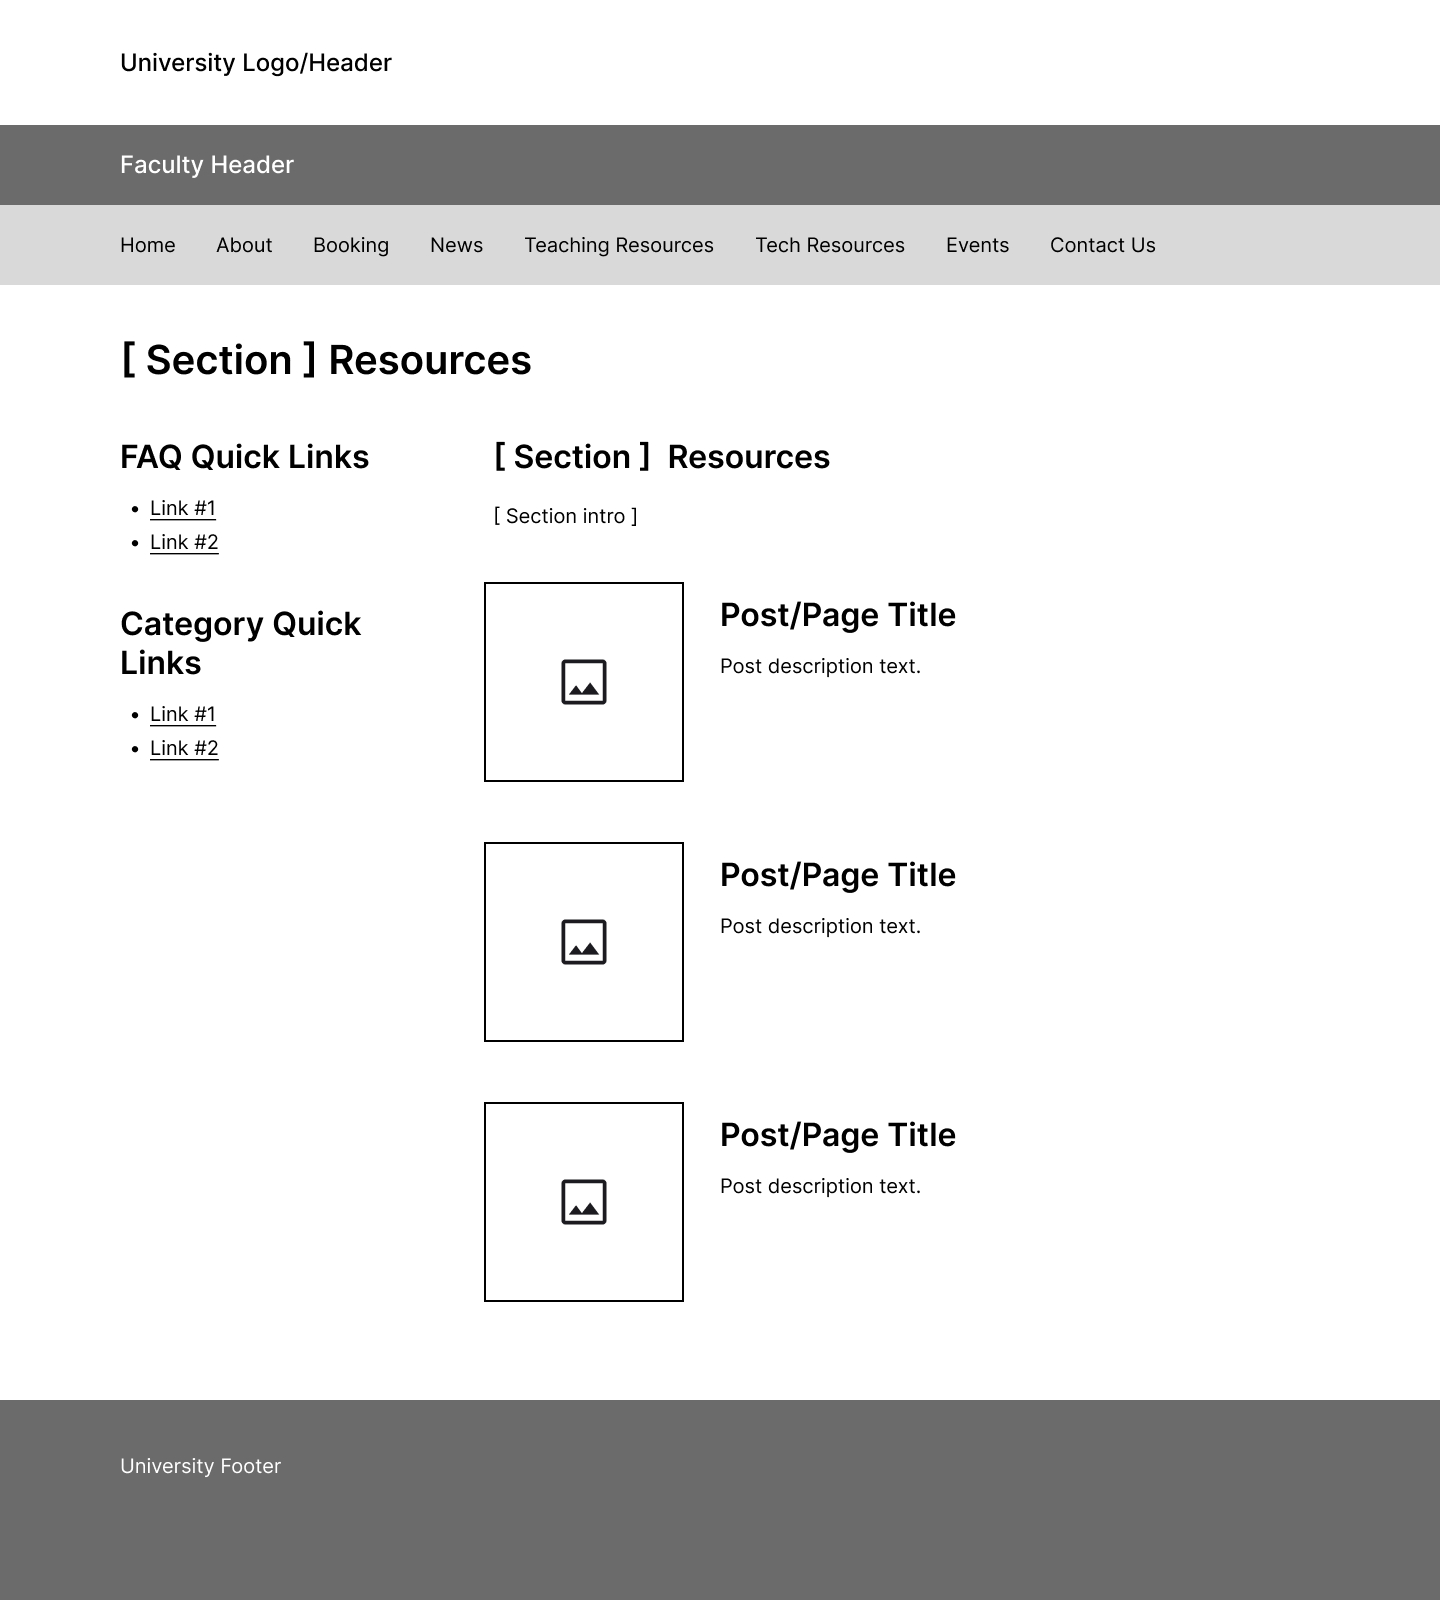 University Logo/Header
Faculty Header
Home About Booking News Teaching Resources Tech Resources Events Contact Us
[ Section ] Resources
FAQ Quick Links
• Link #1
• Link #2
Category Quick
Links
• Link #1
• Link #2
[ Section ] Resources
[ Section intro ]
Post/Page Title
Post description text.
Post/Page Title
Post description text.
Post/Page Title
Post description text.
University Footer